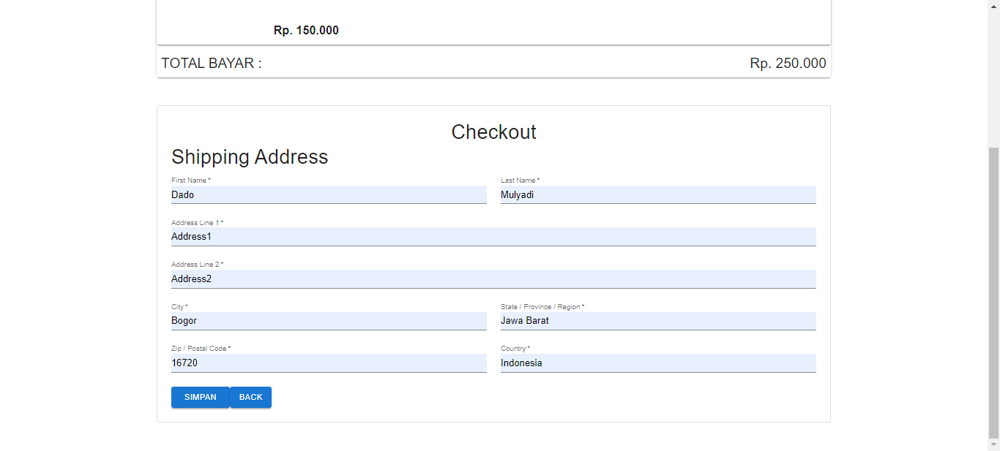 Rp. 150.000
TOTAL BAYAR : Rp. 250.000
Checkout
Shipping Address
First Name * Last Name *
Dado Mulyadi
Address Line 1 *
Address1
Address Line 2 *
Address2
City * State / Province / Region *
Bogor Jawa Barat
Zip / Postal Code * Country *
16720 Indonesia
SIMPAN BACK